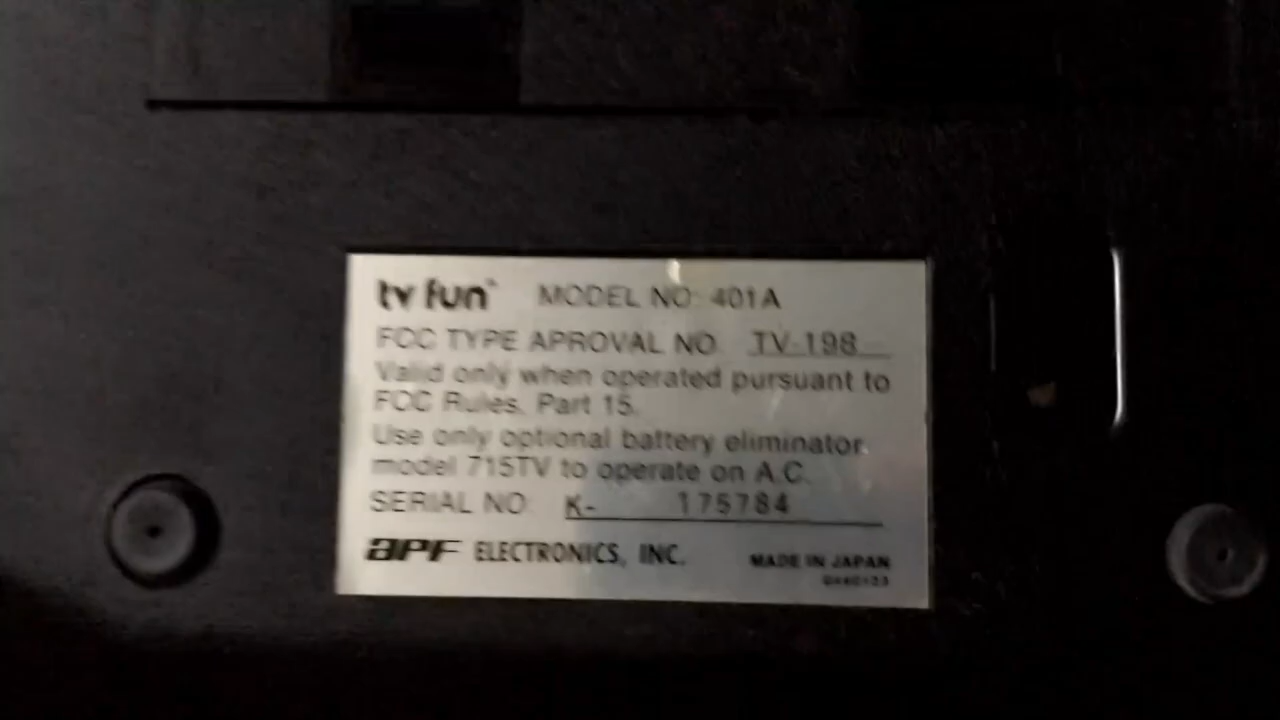 tv fun™ MODEL NO: 401A
FCC TYPE APROVAL NO TV-198
Valid only when operated pursuant to
FCC Rules. Part 15.
Use only optional battery eliminator.
model 715TV to operate on A.C.
SERIAL NO K- 175784
APF ELECTRONICS, INC. MADE IN JAPAN